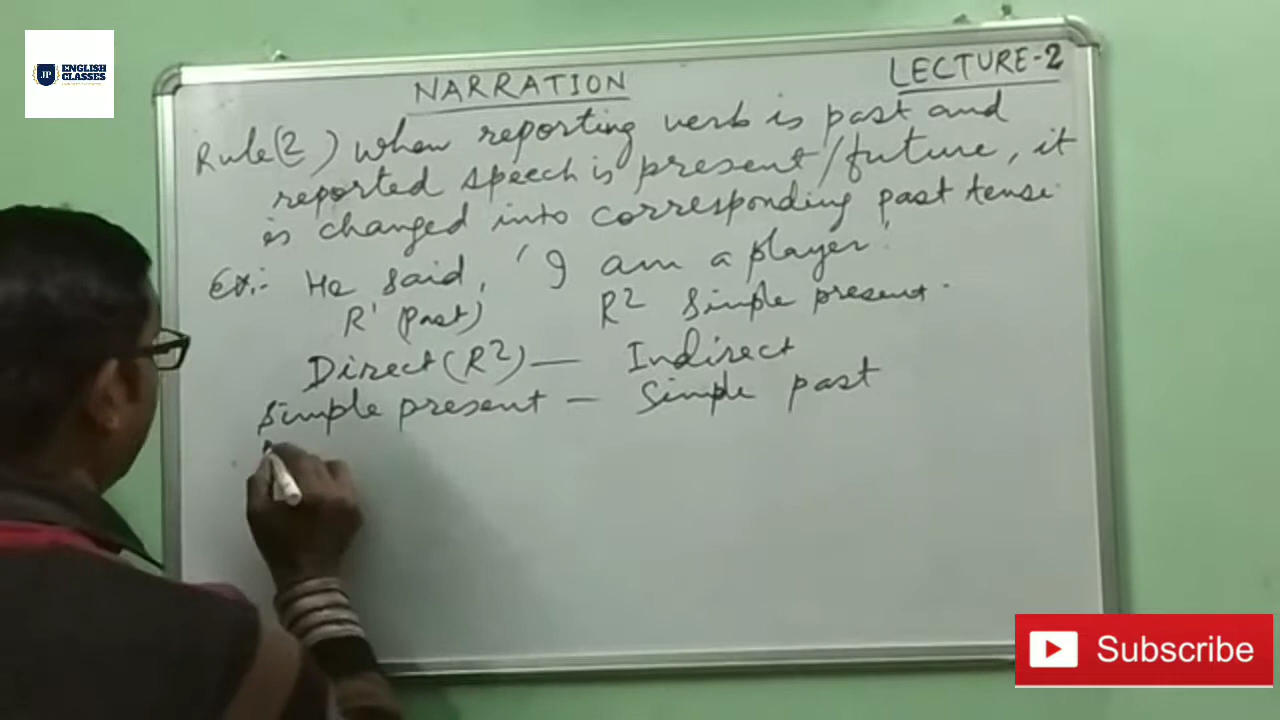 JP ENGLISH CLASSES
NARRATION
LECTURE-2
Rule(2) when reporting verb is past and
reported speech is present/future, it
is changed into corresponding past tense
Ex:- He said, 'I am a player'
R¹ (Past) R² Simple present.
Direct (R²) — Indirect
Simple present — Simple past
Subscribe